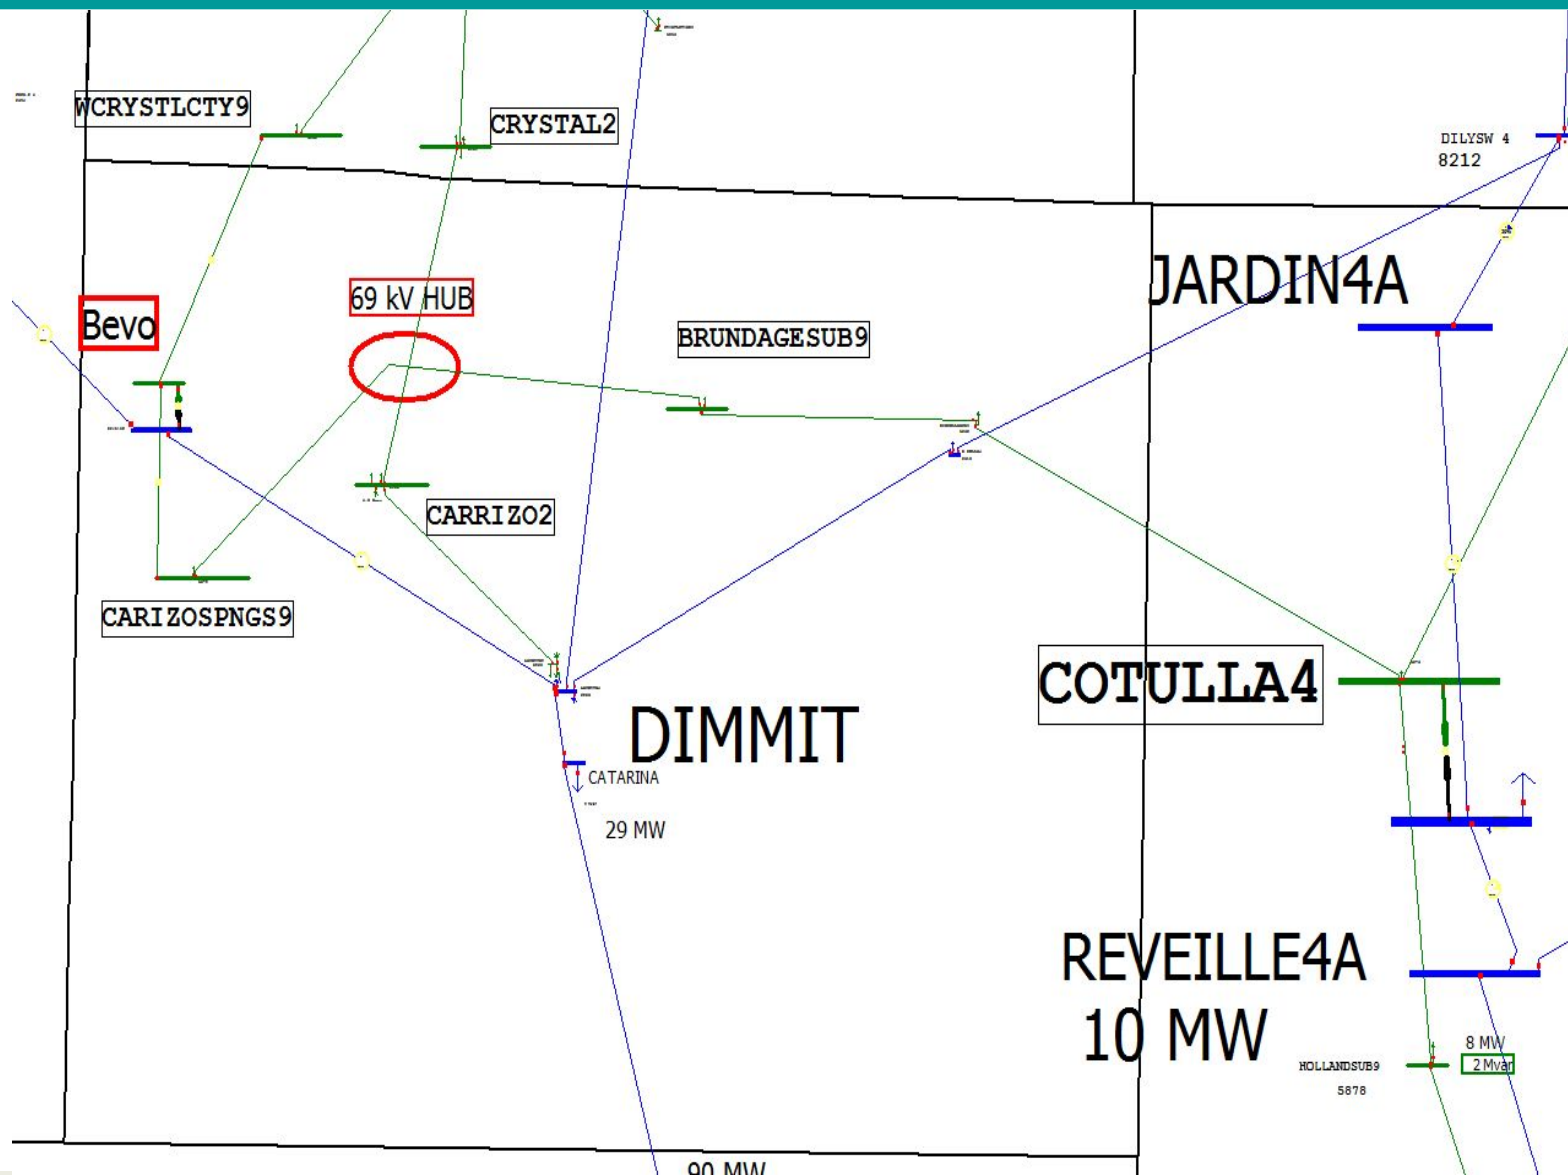 WCRYSTLCTY9
CRYSTAL2
DILYSW 4
8212
69 kV HUB
Bevo
JARDIN4A
BRUNDAGESUB9
CARRIZO2
CARIZOSPNGS9
COTULLA4
DIMMIT
CATARINA
29 MW
REVEILLE4A
10 MW
8 MW
HOLLANDSUB9
2 Mvar
5878
90 MW